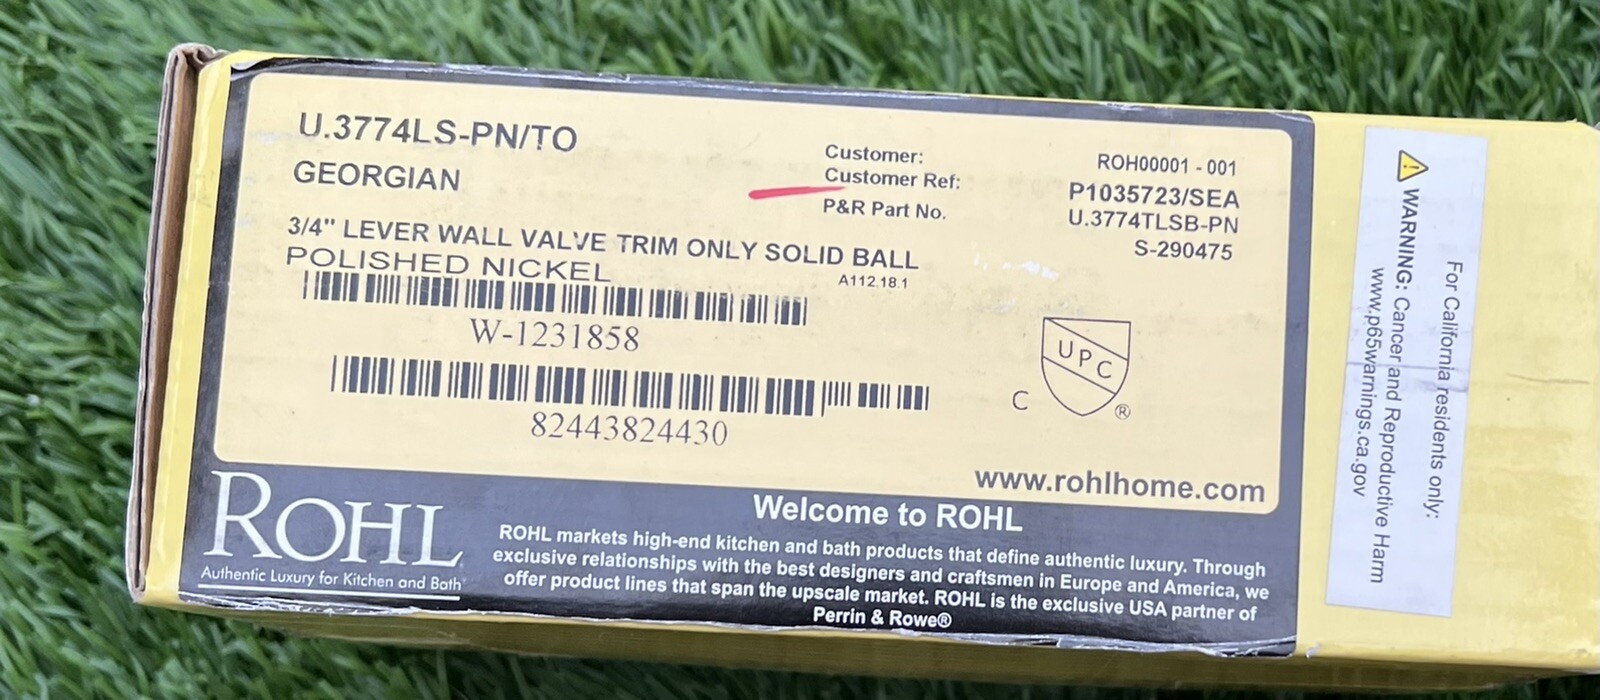 U.3774LS-PN/TO
GEORGIAN
3/4" LEVER WALL VALVE TRIM ONLY SOLID BALL
POLISHED NICKEL
A112.18.1
Customer: ROH00001 - 001
Customer Ref: P1035723/SEA
P&R Part No. U.3774TLSB-PN
S-290475
W-1231858
82443824430
UPC
C ®
www.rohlhome.com
ROHL
Authentic Luxury for Kitchen and Bath
Welcome to ROHL
ROHL markets high-end kitchen and bath products that define authentic luxury. Through
exclusive relationships with the best designers and craftsmen in Europe and America, we
offer product lines that span the upscale market. ROHL is the exclusive USA partner of
Perrin & Rowe®
For California residents only:
WARNING: Cancer and Reproductive Harm
www.p65warnings.ca.gov